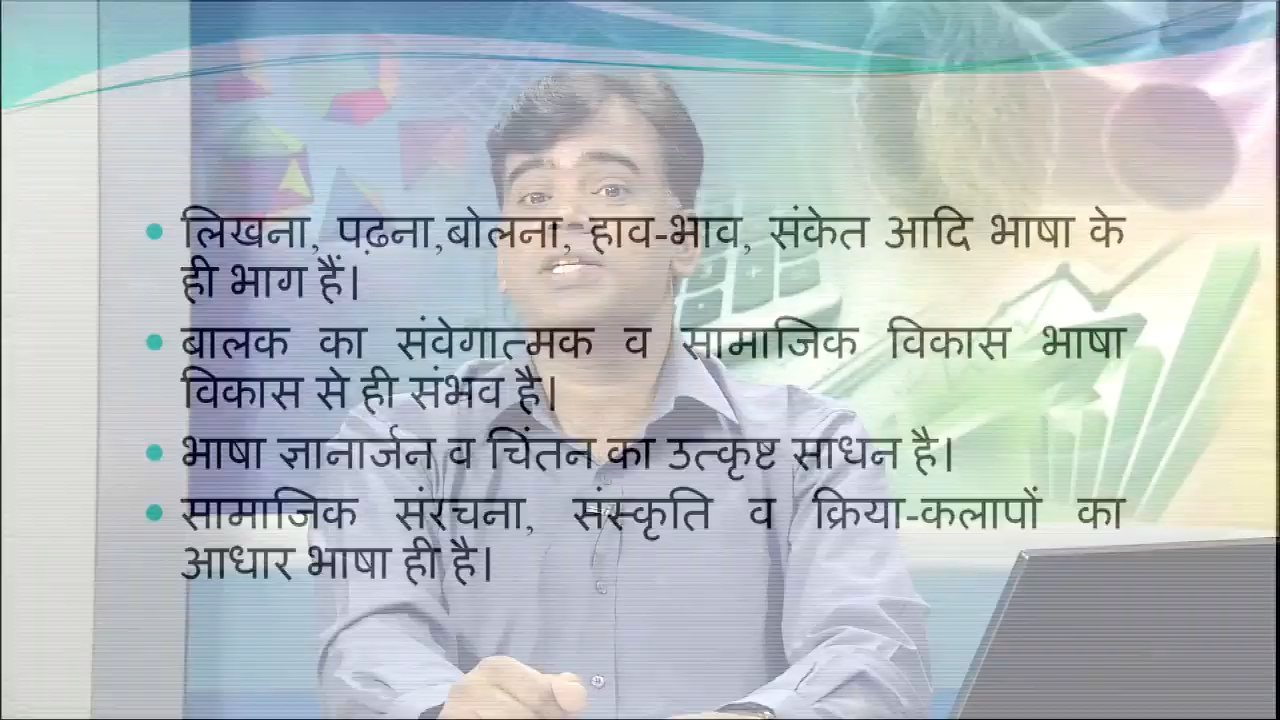 लिखना, पढ़ना,बोलना, हाव-भाव, संकेत आदि भाषा के
ही भाग हैं।
बालक का संवेगात्मक व सामाजिक विकास भाषा
विकास से ही संभव है।
भाषा ज्ञानार्जन व चिंतन का उत्कृष्ट साधन है।
सामाजिक संरचना, संस्कृति व क्रिया-कलापों का
आधार भाषा ही है।